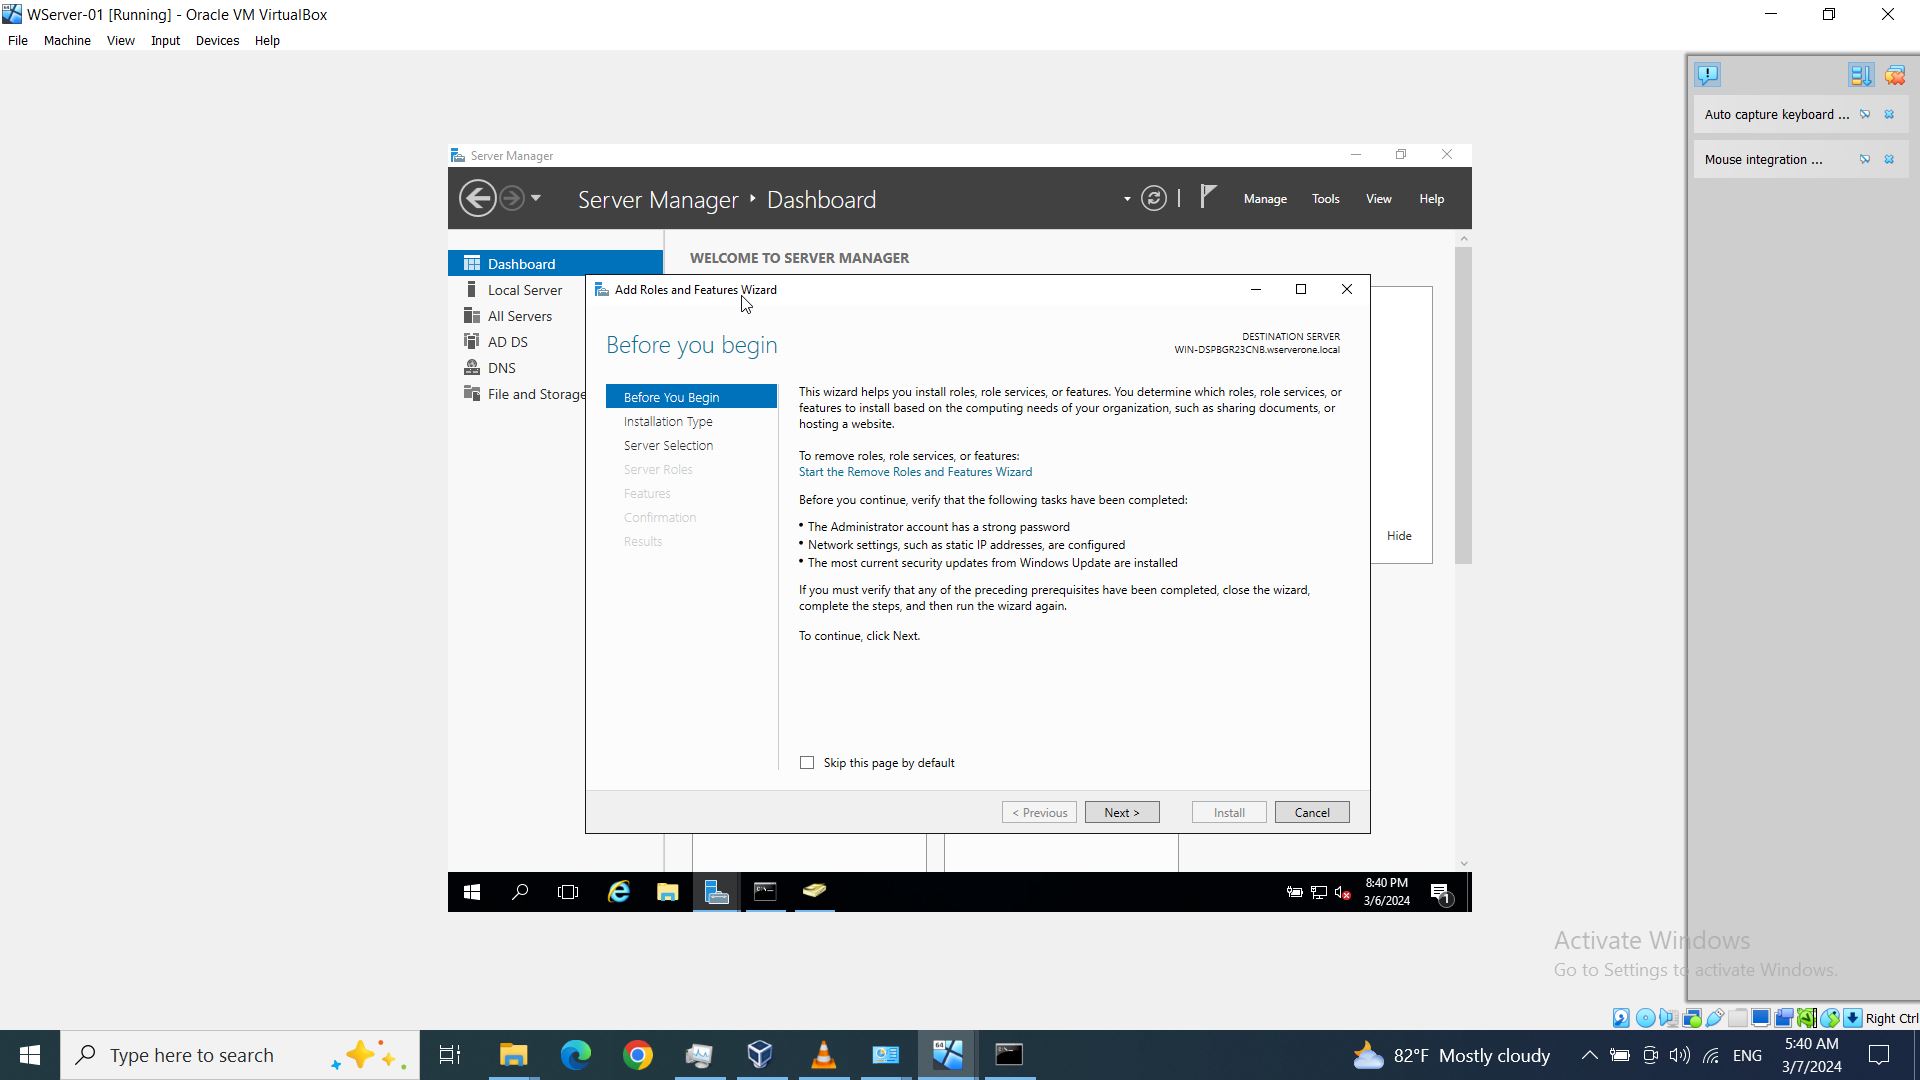 WServer-01 [Running] - Oracle VM VirtualBox
File Machine View Input Devices Help
Auto capture keyboard ...
Mouse integration ...
Server Manager
Server Manager Dashboard
Manage Tools View Help
Dashboard
Local Server
All Servers
AD DS
DNS
File and Storage
WELCOME TO SERVER MANAGER
Hide
Add Roles and Features Wizard
Before you begin
DESTINATION SERVER
WIN-DSPBGR23CNB.wserverone.local
Before You Begin
Installation Type
Server Selection
Server Roles
Features
Confirmation
Results
This wizard helps you install roles, role services, or features. You determine which roles, role services, or
features to install based on the computing needs of your organization, such as sharing documents, or
hosting a website.
To remove roles, role services, or features:
Start the Remove Roles and Features Wizard
Before you continue, verify that the following tasks have been completed:
• The Administrator account has a strong password
• Network settings, such as static IP addresses, are configured
• The most current security updates from Windows Update are installed
If you must verify that any of the preceding prerequisites have been completed, close the wizard,
complete the steps, and then run the wizard again.
To continue, click Next.
Skip this page by default
< Previous Next > Install Cancel
8:40 PM
3/6/2024
1
Activate Windows
Go to Settings to activate Windows.
Right Ctrl
Type here to search
82°F Mostly cloudy
ENG
5:40 AM
3/7/2024